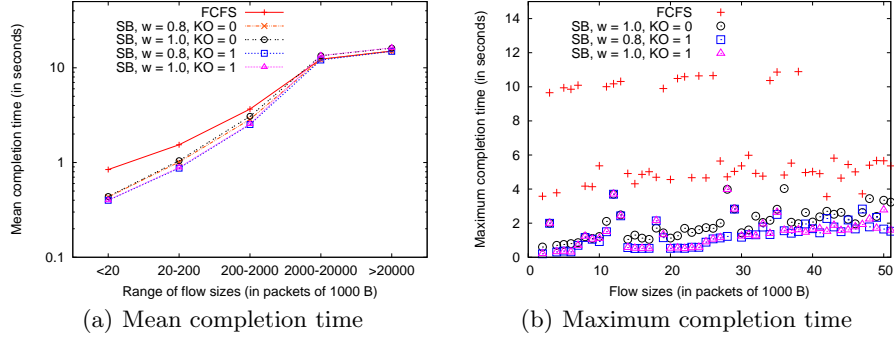 FCFS
SB, w = 0.8, KO = 0
SB, w = 1.0, KO = 0
SB, w = 0.8, KO = 1
SB, w = 1.0, KO = 1
Mean completion time (in seconds)
10
1
0.1
<20
20-200
200-2000
2000-20000
>20000
Range of flow sizes (in packets of 1000 B)
(a) Mean completion time
FCFS
SB, w = 1.0, KO = 0
SB, w = 0.8, KO = 1
SB, w = 1.0, KO = 1
Maximum completion time (in seconds)
14
12
10
8
6
4
2
0
0
10
20
30
40
50
Flow sizes (in packets of 1000 B)
(b) Maximum completion time